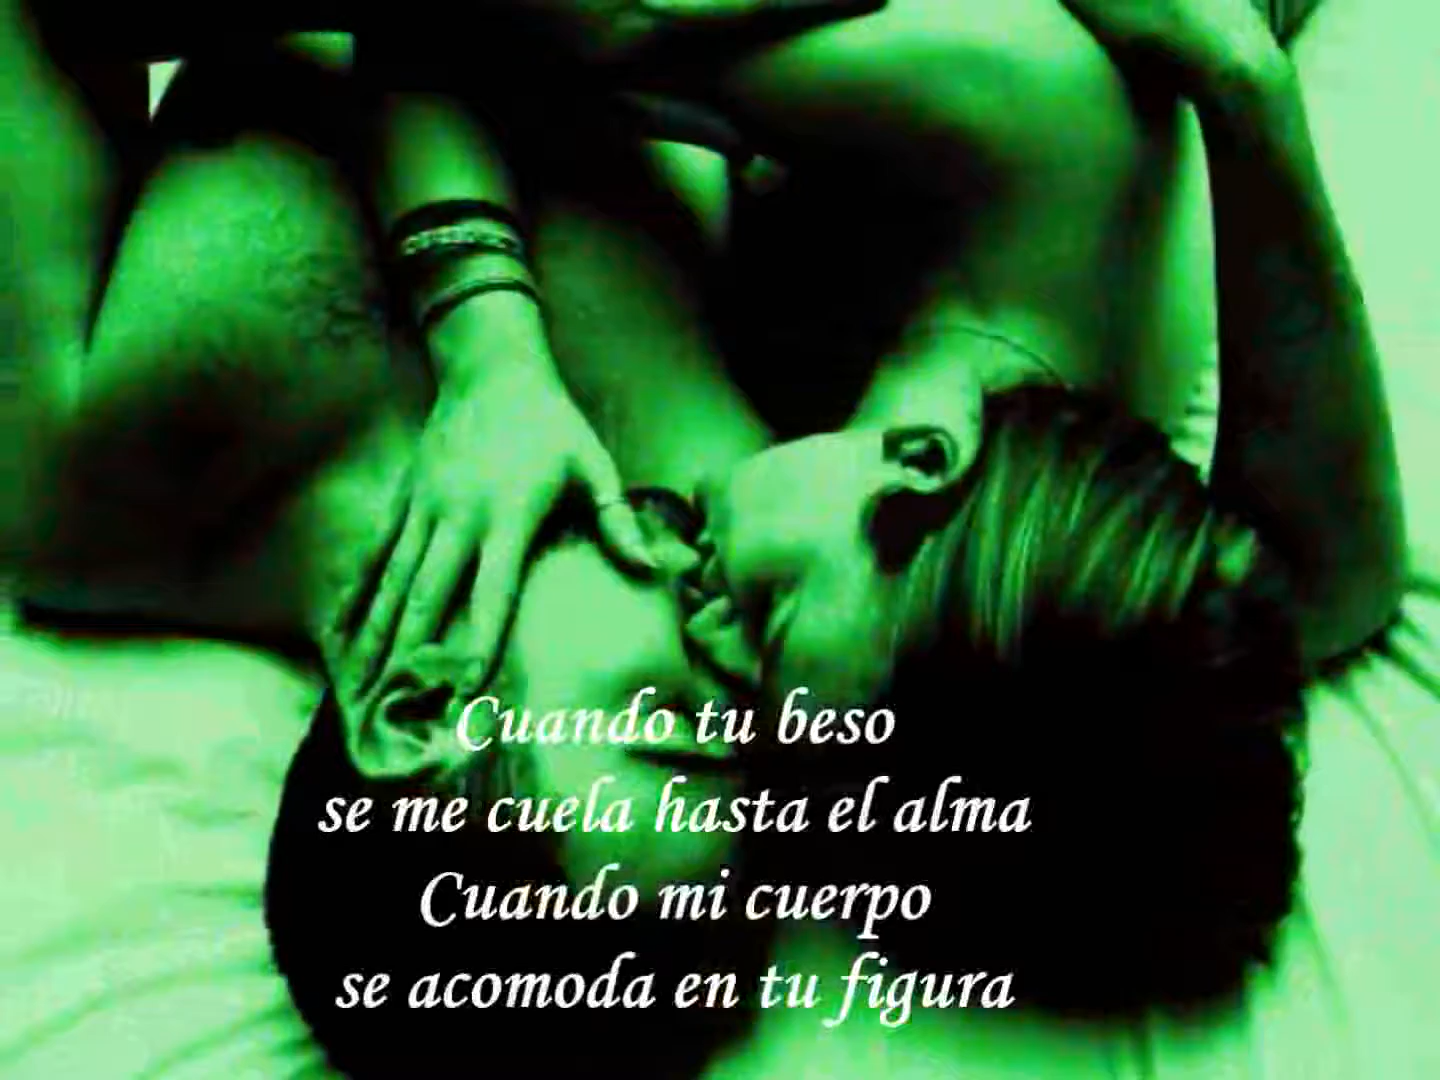 Cuando tu beso
se me cuela hasta el alma
Cuando mi cuerpo
se acomoda en tu figura